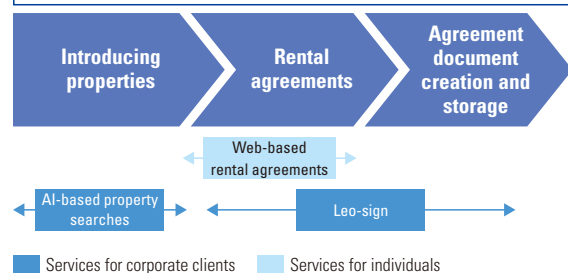 Introducing
properties
Rental
agreements
Agreement
document
creation and
storage
Web-based
rental agreements
AI-based property
searches
Leo-sign
Services for corporate clients
Services for individuals